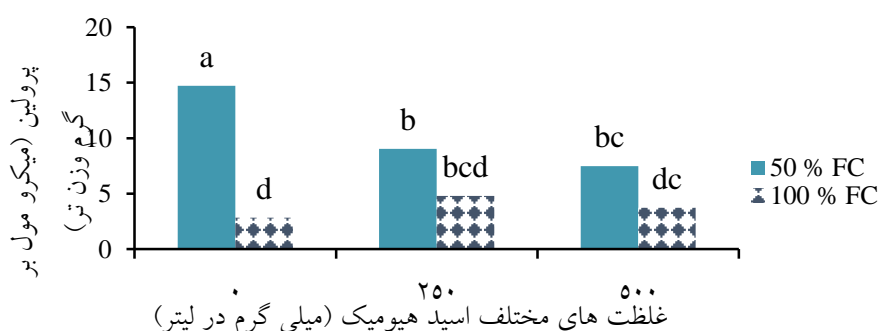 پرولین (میکرو مول بر
گرم وزن تر)
20
15
10
5
0
a
d
b
bcd
bc
dc
50 % FC
100 % FC
۰
۲۵۰
۵۰۰
غلظت های مختلف اسید هیومیک (میلی گرم در لیتر)